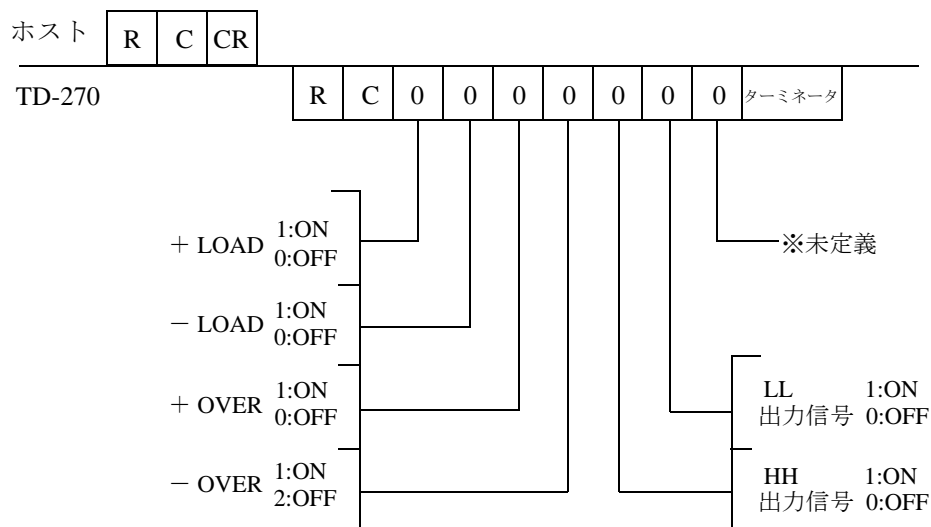 ホスト R C CR
TD-270 R C 0 0 0 0 0 0 0 ターミネータ
＋ LOAD 1:ON
0:OFF
※未定義
－ LOAD 1:ON
0:OFF
＋ OVER 1:ON
0:OFF
LL 1:ON
出力信号 0:OFF
－ OVER 1:ON
2:OFF
HH 1:ON
出力信号 0:OFF